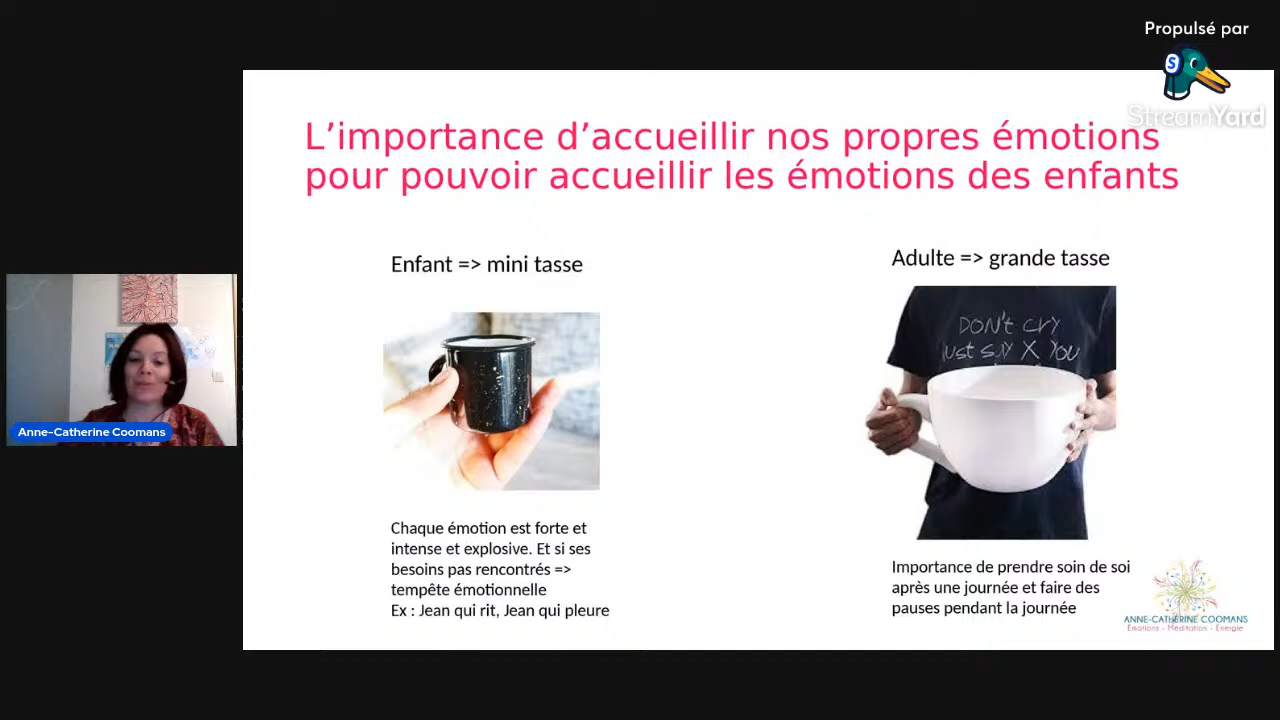 Propulsé par
S
StreamYard
L’importance d’accueillir nos propres émotions
pour pouvoir accueillir les émotions des enfants
Enfant => mini tasse
Adulte => grande tasse
DON'T CRY
JUST SAY X YOU
Anne-Catherine Coomans
Chaque émotion est forte et
intense et explosive. Et si ses
besoins pas rencontrés =>
tempête émotionnelle
Ex : Jean qui rit, Jean qui pleure
Importance de prendre soin de soi
après une journée et faire des
pauses pendant la journée
ANNE-CATHERINE COOMANS
Émotions • Méditation • Énergie